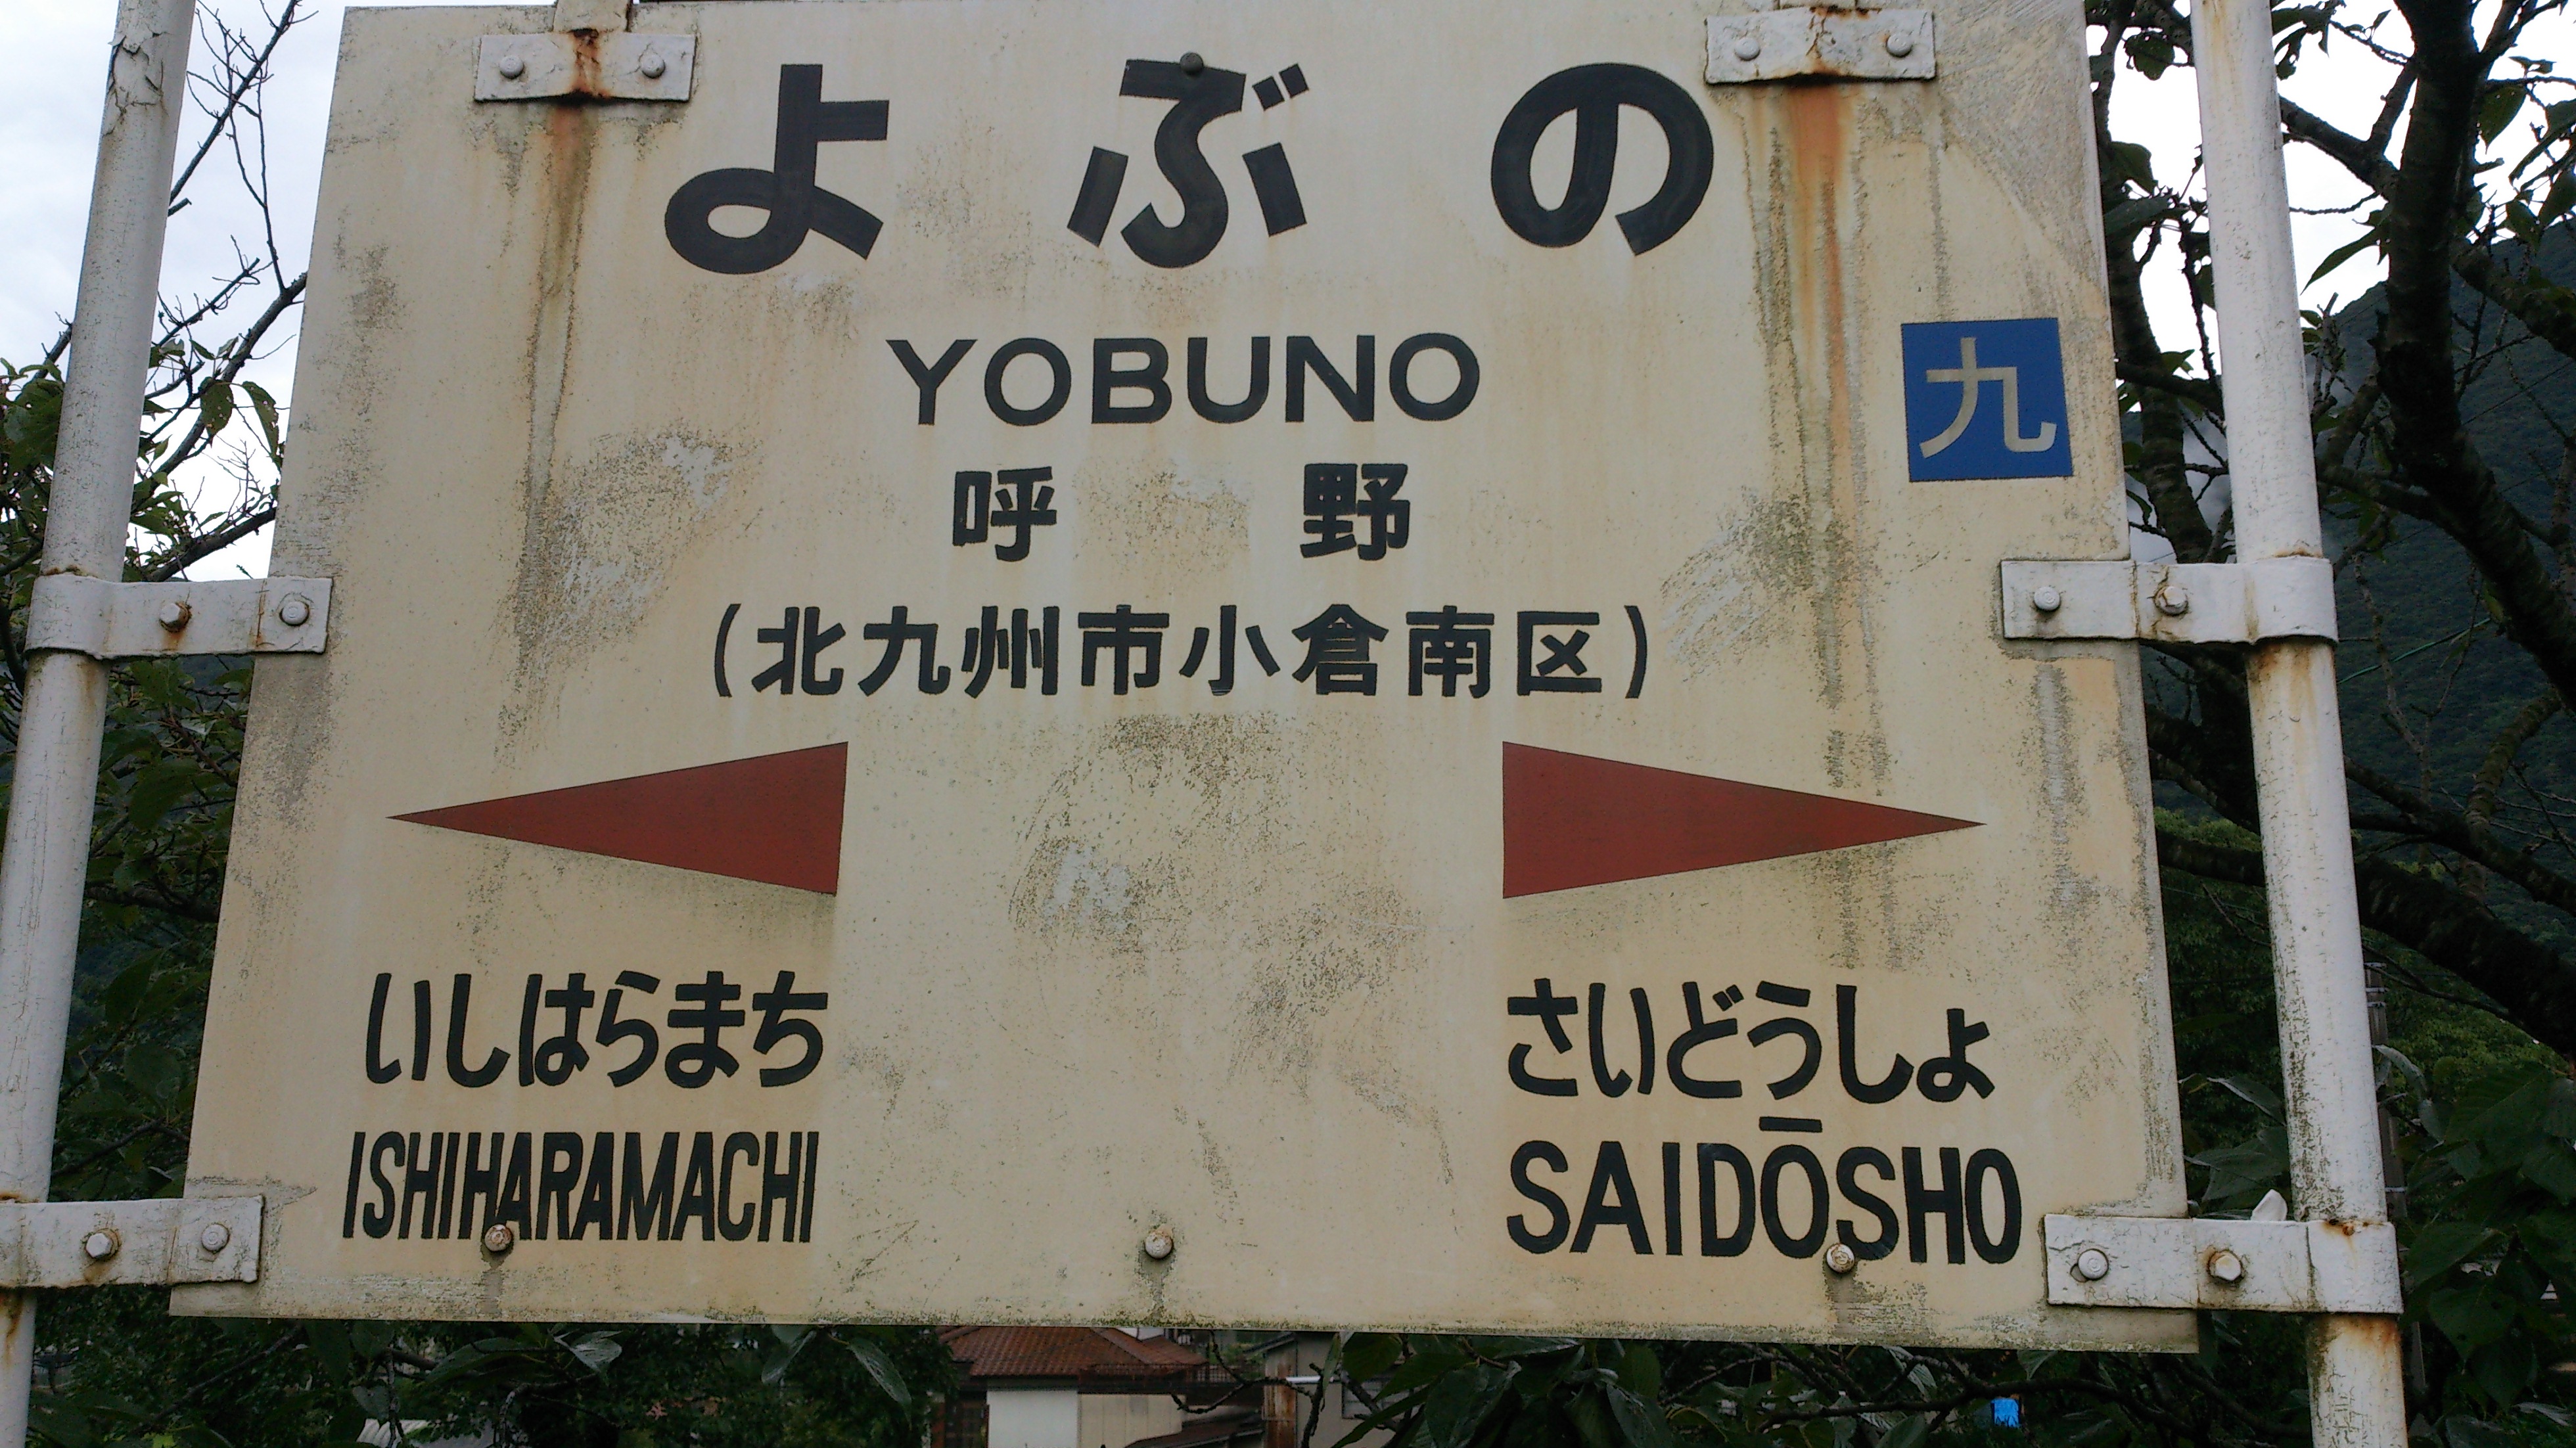 よぶの
YOBUNO
九
呼野
(北九州市小倉南区)
いしはらまち
ISHIHARAMACHI
さいどうしょ
SAIDŌSHO